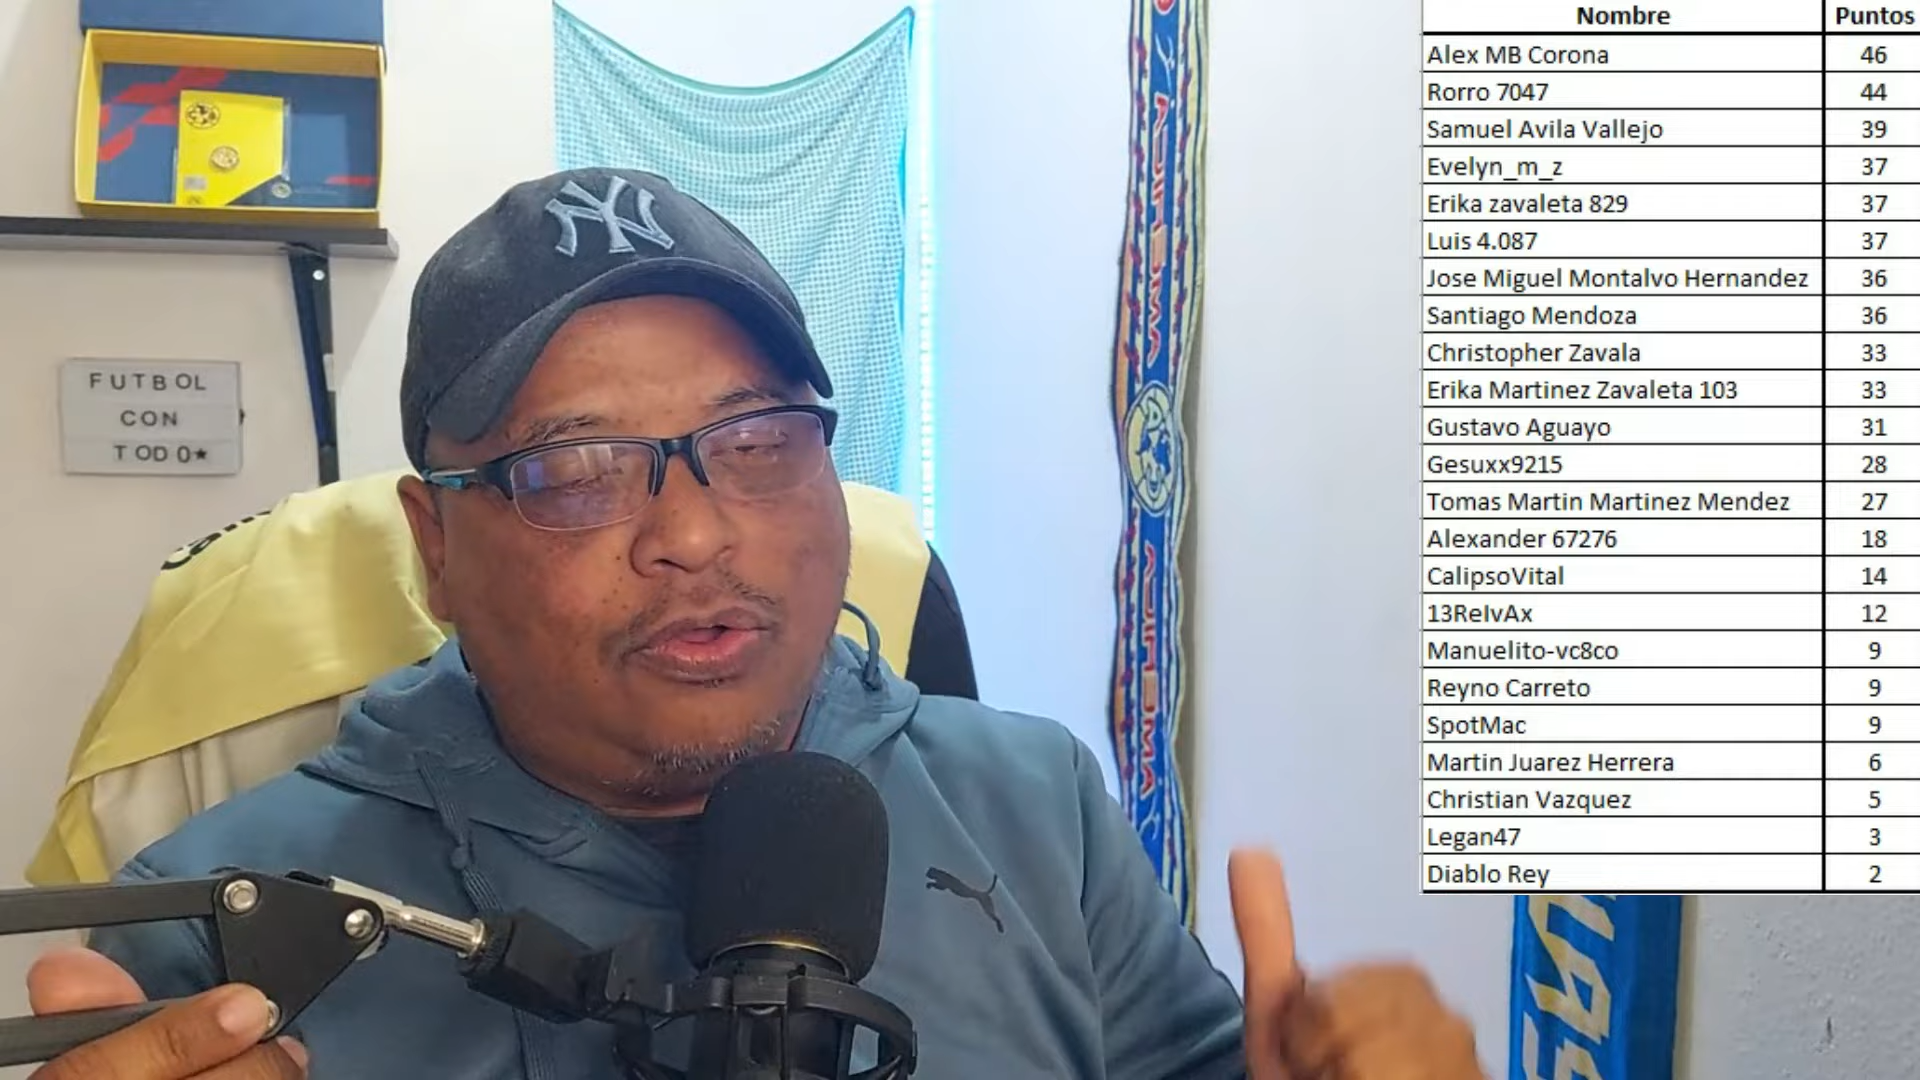 Nombre Puntos
Alex MB Corona 46
Rorro 7047 44
Samuel Avila Vallejo 39
Evelyn_m_z 37
Erika zavaleta 829 37
Luis 4.087 37
Jose Miguel Montalvo Hernandez 36
Santiago Mendoza 36
Christopher Zavala 33
Erika Martinez Zavaleta 103 33
Gustavo Aguayo 31
Gesuxx9215 28
Tomas Martin Martinez Mendez 27
Alexander 67276 18
CalipsoVital 14
13RelvAx 12
Manuelito-vc8co 9
Reyno Carreto 9
SpotMac 9
Martin Juarez Herrera 6
Christian Vazquez 5
Legan47 3
Diablo Rey 2
NY
FUTBOL
CON
TOD0★